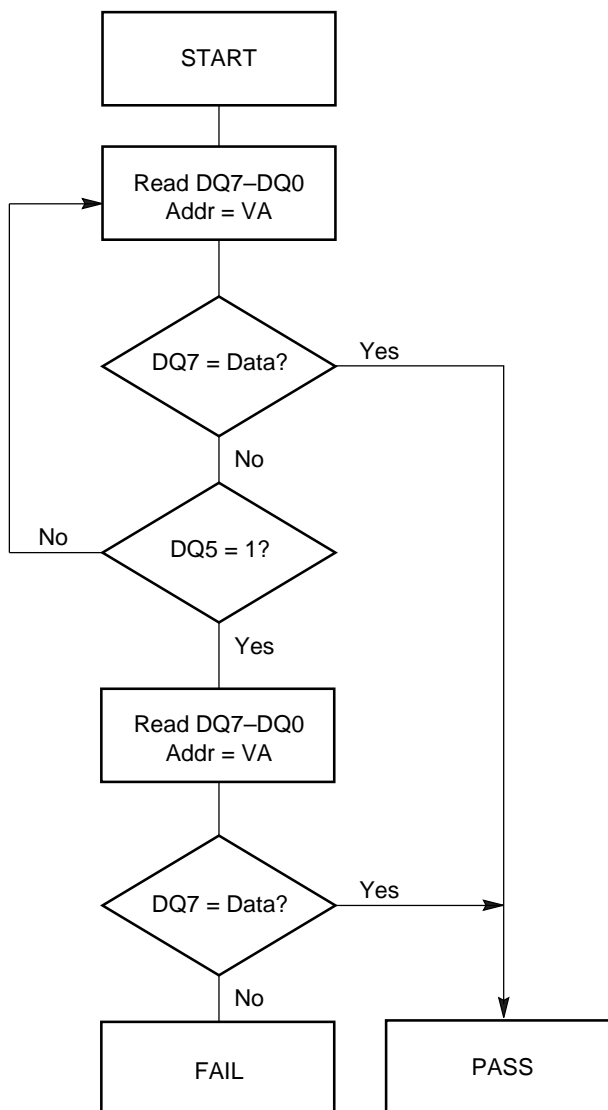 START
Read DQ7–DQ0
Addr = VA
DQ7 = Data?
Yes
No
No
DQ5 = 1?
Yes
Read DQ7–DQ0
Addr = VA
DQ7 = Data?
Yes
No
FAIL
PASS